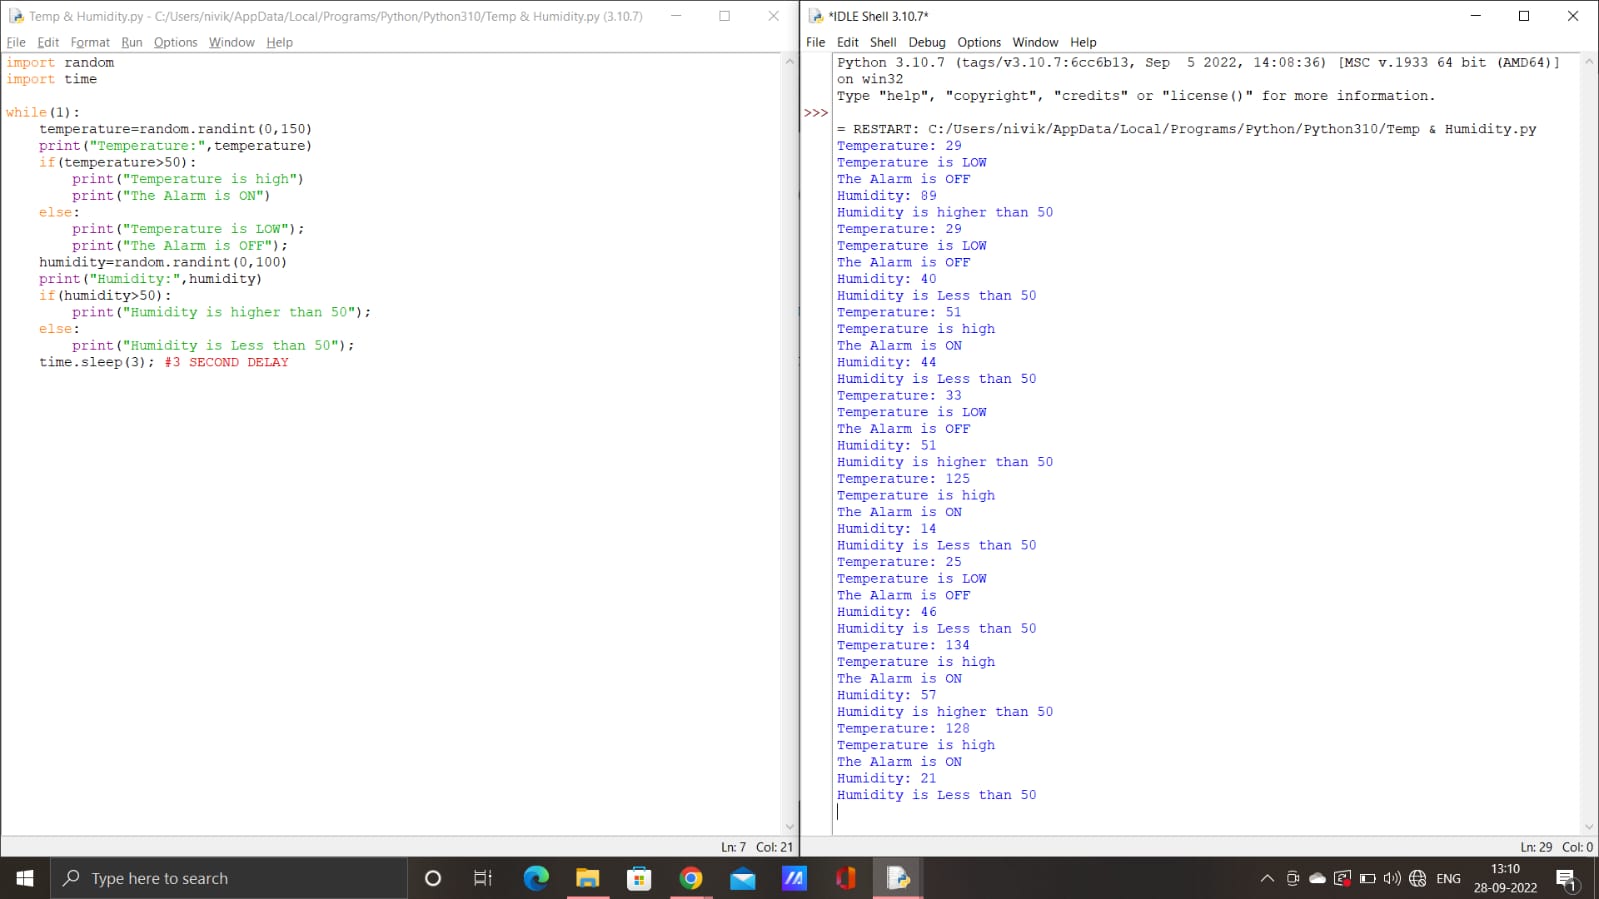 Temp & Humidity.py - C:/Users/nivik/AppData/Local/Programs/Python/Python310/Temp & Humidity.py (3.10.7)
File Edit Format Run Options Window Help
import random
import time

while(1):
    temperature=random.randint(0,150)
    print("Temperature:",temperature)
    if(temperature>50):
        print("Temperature is high")
        print("The Alarm is ON")
    else:
        print("Temperature is LOW");
        print("The Alarm is OFF");
    humidity=random.randint(0,100)
    print("Humidity:",humidity)
    if(humidity>50):
        print("Humidity is higher than 50");
    else:
        print("Humidity is Less than 50");
    time.sleep(3); #3 SECOND DELAY
Ln: 7 Col: 21
*IDLE Shell 3.10.7*
File Edit Shell Debug Options Window Help
Python 3.10.7 (tags/v3.10.7:6cc6b13, Sep  5 2022, 14:08:36) [MSC v.1933 64 bit (AMD64)]
on win32
Type "help", "copyright", "credits" or "license()" for more information.
>>>
= RESTART: C:/Users/nivik/AppData/Local/Programs/Python/Python310/Temp & Humidity.py
Temperature: 29
Temperature is LOW
The Alarm is OFF
Humidity: 89
Humidity is higher than 50
Temperature: 29
Temperature is LOW
The Alarm is OFF
Humidity: 40
Humidity is Less than 50
Temperature: 51
Temperature is high
The Alarm is ON
Humidity: 44
Humidity is Less than 50
Temperature: 33
Temperature is LOW
The Alarm is OFF
Humidity: 51
Humidity is higher than 50
Temperature: 125
Temperature is high
The Alarm is ON
Humidity: 14
Humidity is Less than 50
Temperature: 25
Temperature is LOW
The Alarm is OFF
Humidity: 46
Humidity is Less than 50
Temperature: 134
Temperature is high
The Alarm is ON
Humidity: 57
Humidity is higher than 50
Temperature: 128
Temperature is high
The Alarm is ON
Humidity: 21
Humidity is Less than 50
Ln: 29 Col: 0
Type here to search
ENG
13:10
28-09-2022
1